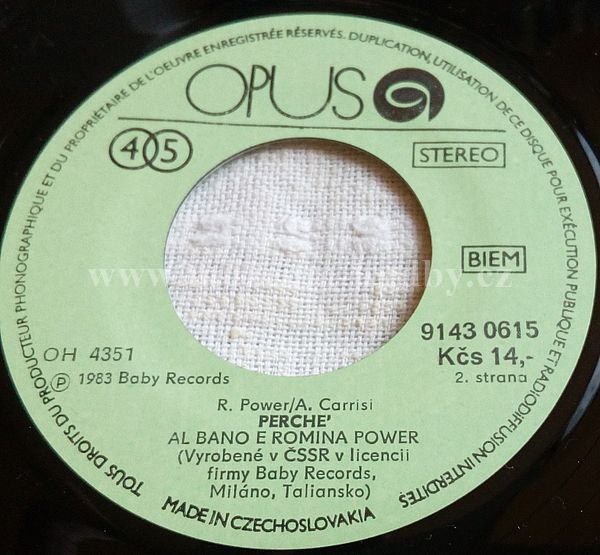 TOUS DROITS DU PRODUCTEUR PHONOGRAPHIQUE ET DU PROPRIÉTAIRE DE L'OEUVRE ENREGISTRÉE RÉSERVÉS. DUPLICATION, UTILISATION DE CE DISQUE POUR EXÉCUTION PUBLIQUE ET RADIODIFFUSION INTERDITES
OPUS
45
STEREO
BIEM
9143 0615
Kčs 14,-
2. strana
OH 4351
Ⓟ 1983 Baby Records
R. Power/A. Carrisi
PERCHE'
AL BANO E ROMINA POWER
(Vyrobené v ČSSR v licencii
firmy Baby Records,
Miláno, Taliansko)
MADE IN CZECHOSLOVAKIA